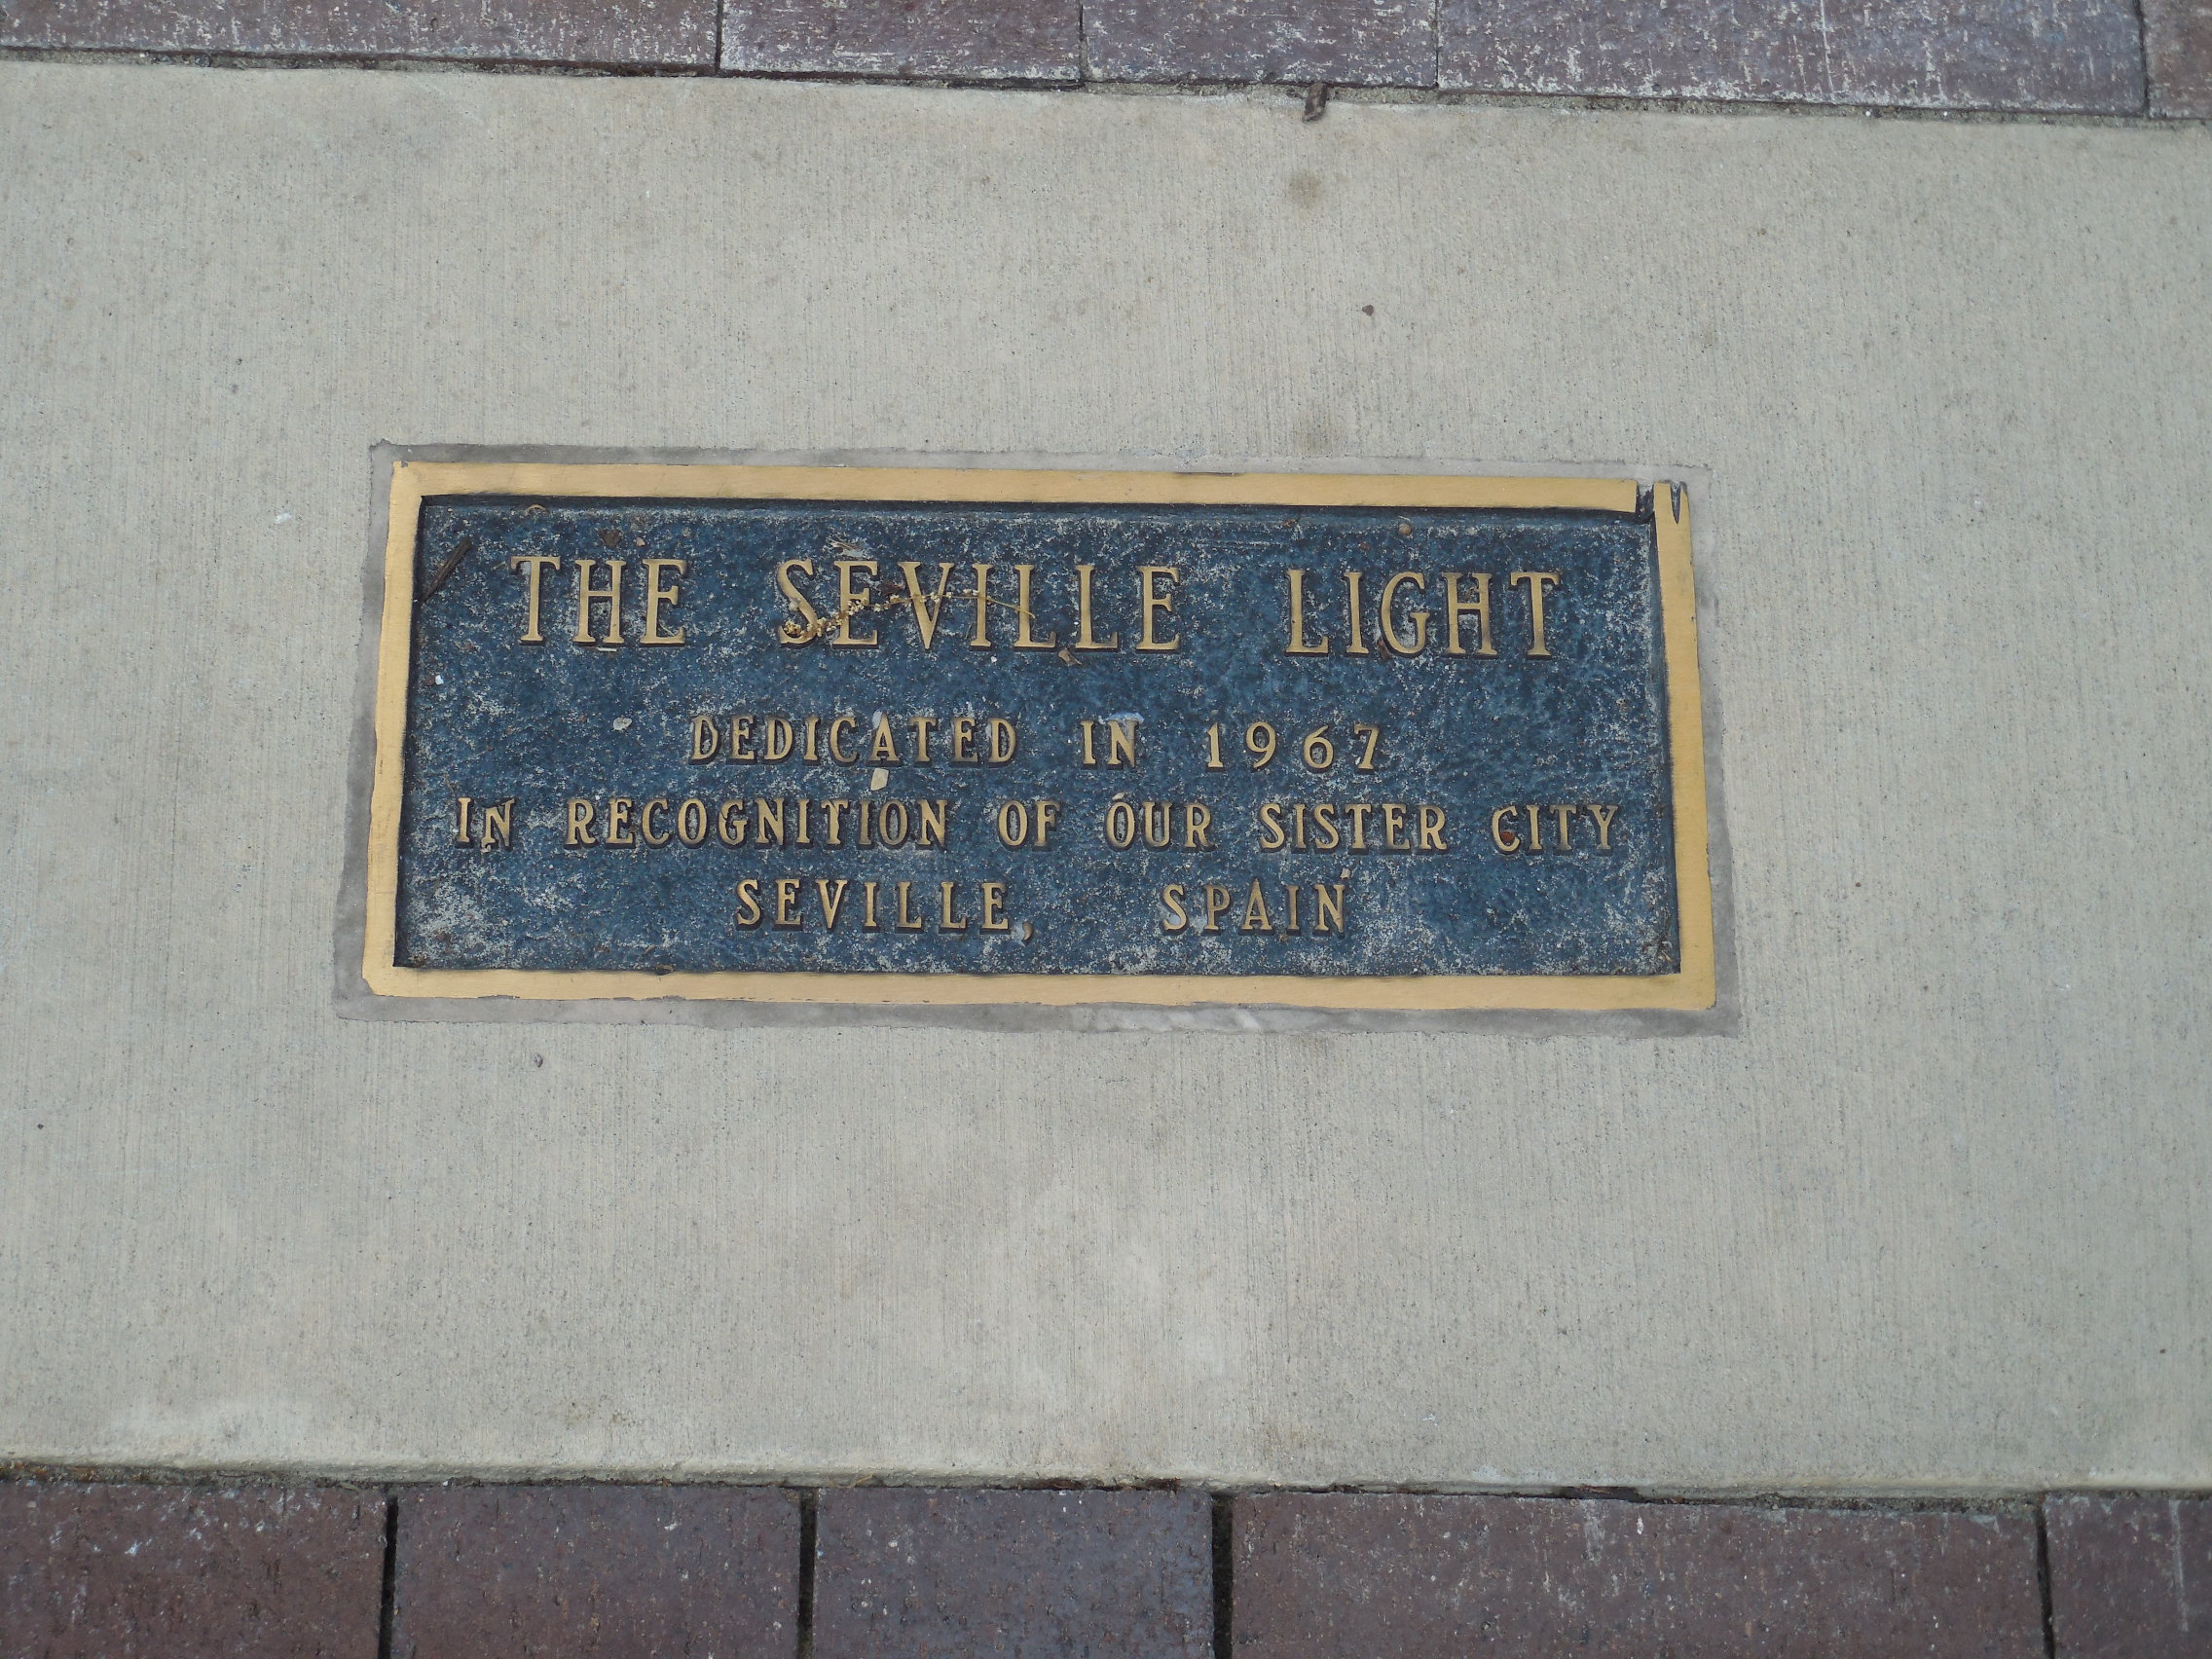 THE SEVILLE LIGHT
DEDICATED IN 1967
IN RECOGNITION OF OUR SISTER CITY
SEVILLE, SPAIN